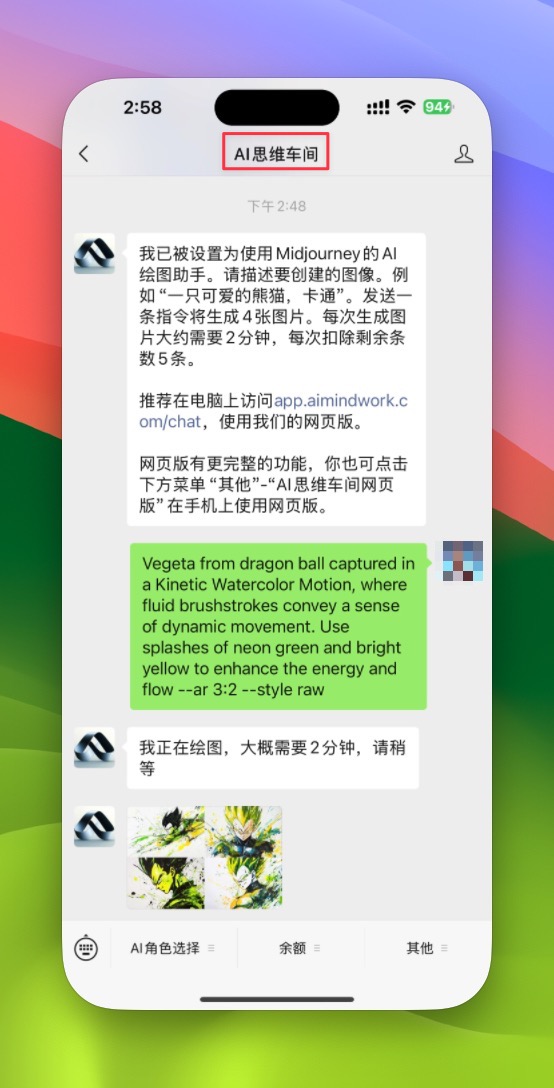 2:58
94
AI思维车间
下午2:48
我已被设置为使用Midjourney的AI
绘图助手。请描述要创建的图像。例
如“一只可爱的熊猫，卡通”。发送一
条指令将生成4张图片。每次生成图
片大约需要2分钟，每次扣除剩余条
数5条。
推荐在电脑上访问app.aimindwork.c
om/chat，使用我们的网页版。
网页版有更完整的功能，你也可点击
下方菜单“其他”-“AI思维车间网页
版”在手机上使用网页版。
Vegeta from dragon ball captured in
a Kinetic Watercolor Motion, where
fluid brushstrokes convey a sense
of dynamic movement. Use
splashes of neon green and bright
yellow to enhance the energy and
flow --ar 3:2 --style raw
我正在绘图，大概需要2分钟，请稍
等
AI角色选择
余额
其他